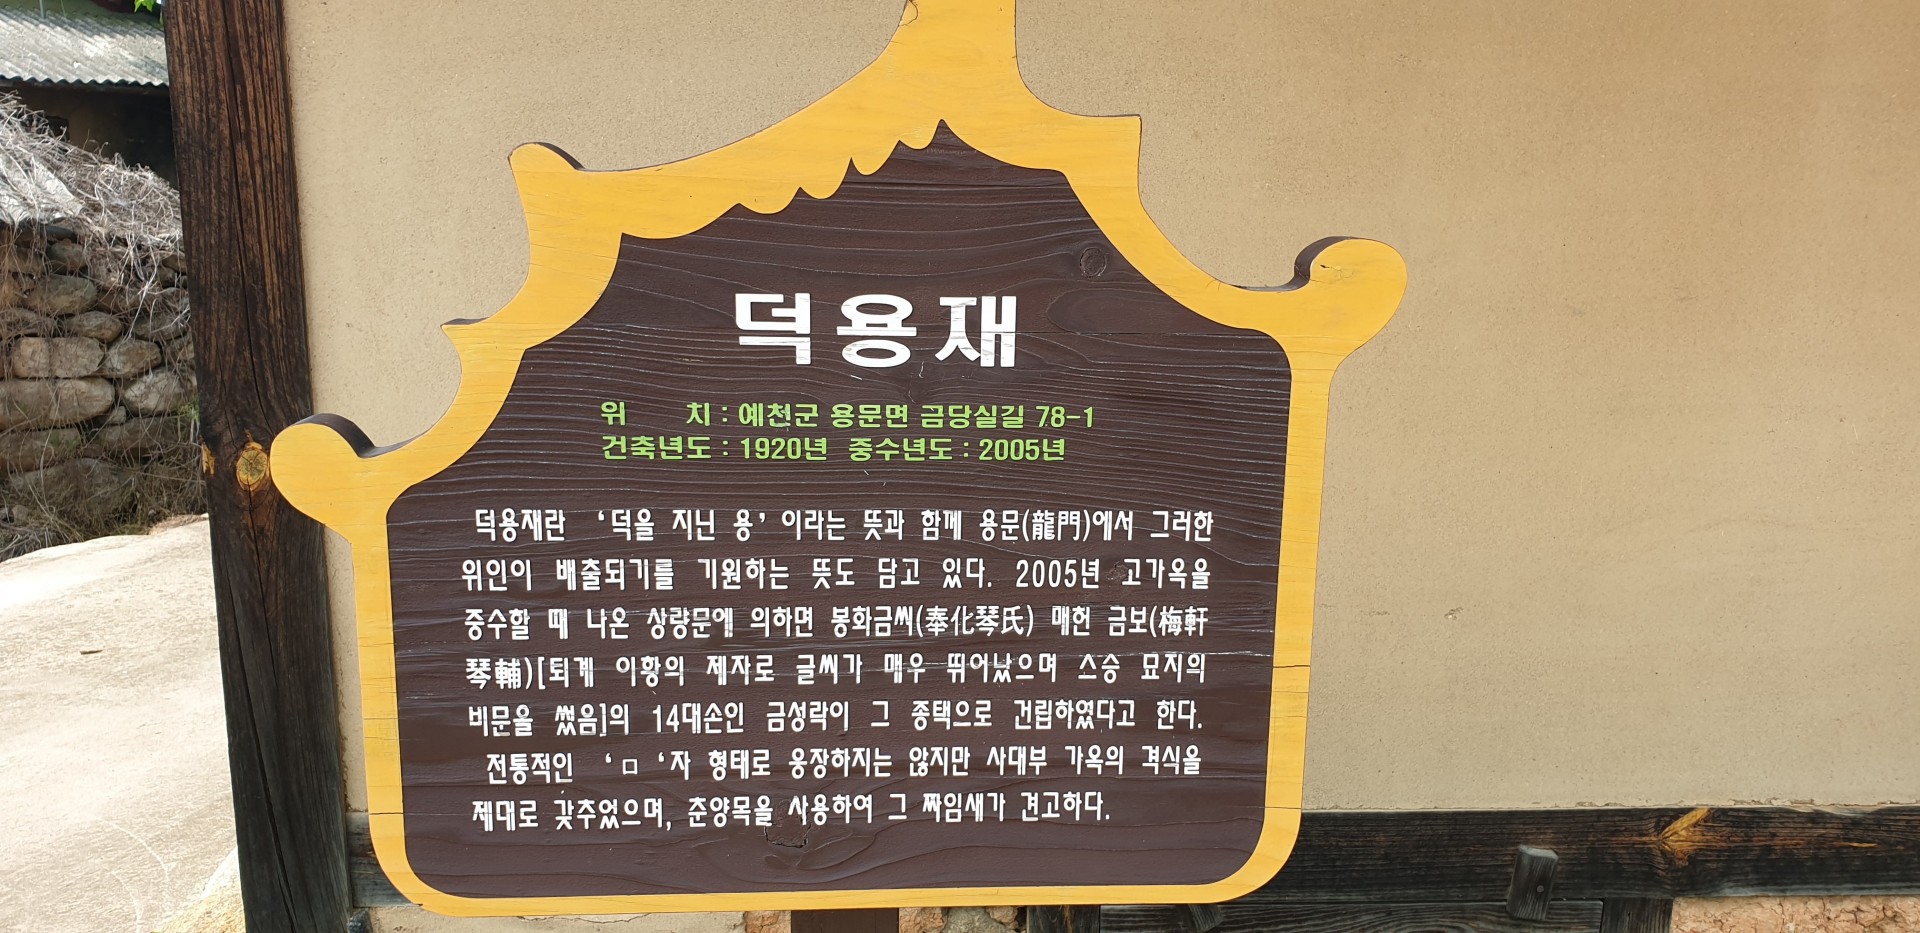 덕용재
위 치 : 예천군 용문면 금당실길 78-1
건축년도 : 1920년 중수년도 : 2005년
덕용재란 ‘덕을 지닌 용’ 이라는 뜻과 함께 용문(龍門)에서 그러한
위인이 배출되기를 기원하는 뜻도 담고 있다. 2005년 고가옥을
중수할 때 나온 상량문에 의하면 봉화금씨(奉化琴氏) 매헌 금보(梅軒
琴輔)[퇴계 이황의 제자로 글씨가 매우 뛰어났으며 스승 묘지의
비문을 썼음]의 14대손인 금성락이 그 종택으로 건립하였다고 한다.
전통적인 ‘ㅁ ‘자 형태로 웅장하지는 않지만 사대부 가옥의 격식을
제대로 갖추었으며, 춘양목을 사용하여 그 짜임새가 견고하다.